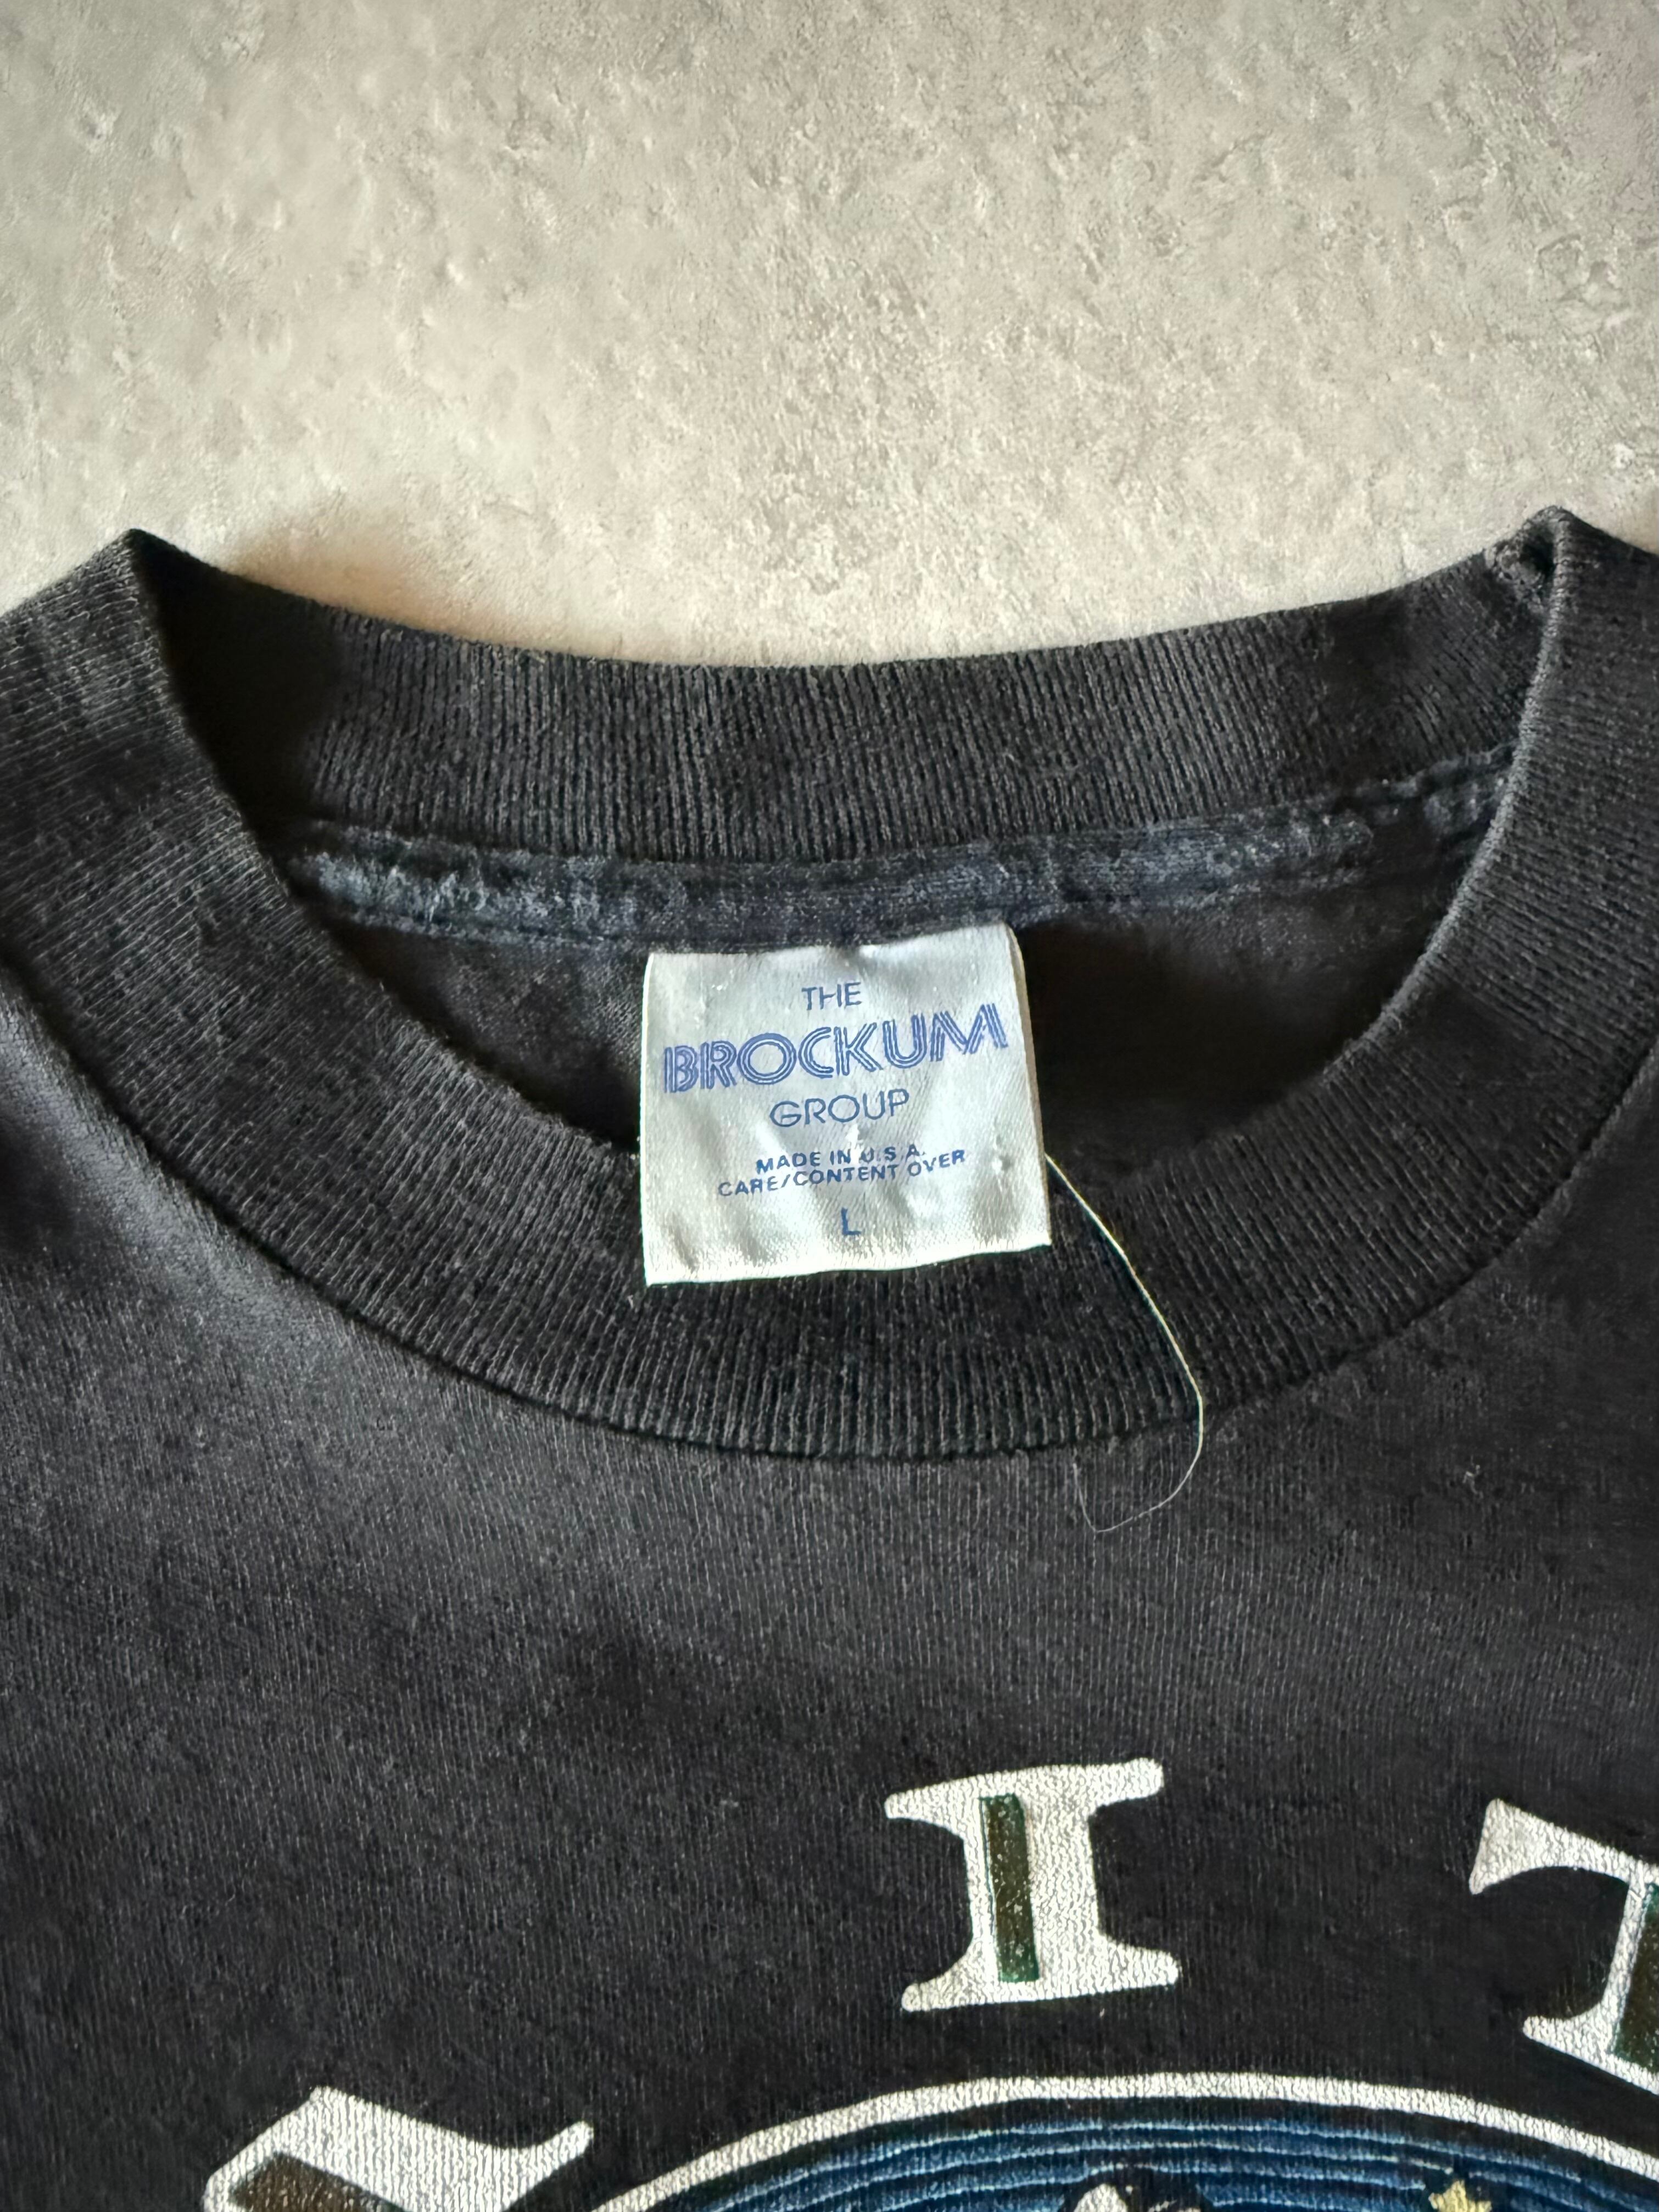 THE
BROCKUM
GROUP
MADE IN U.S.A.
CARE/CONTENT OVER
L
I T